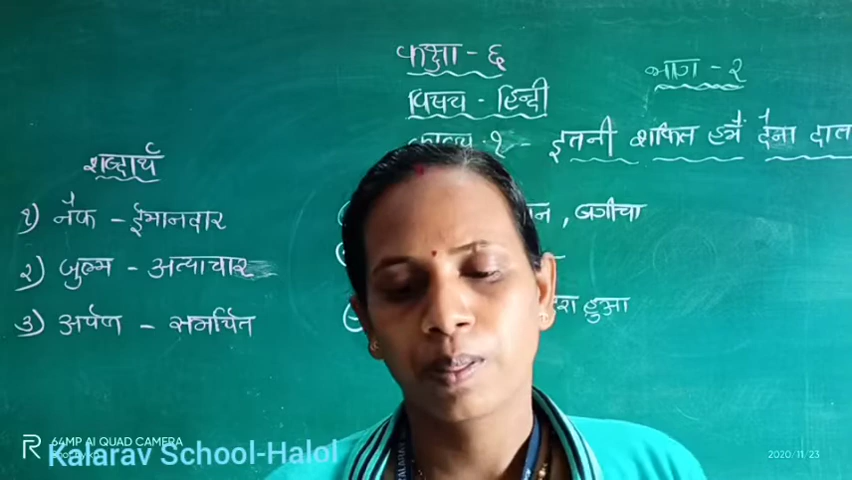 कक्षा - ६
भाग - २
विषय - हिन्दी
काव्य - १ - इतनी शक्ति हमें देना दाता
शब्दार्थ
१) नेक - ईमानदार
२) जुल्म - अत्याचार
३) अर्पण - समर्पित
, बगीचा
हुआ
64MP AI QUAD CAMERA
Kalarav School-Halol
2020/11/23